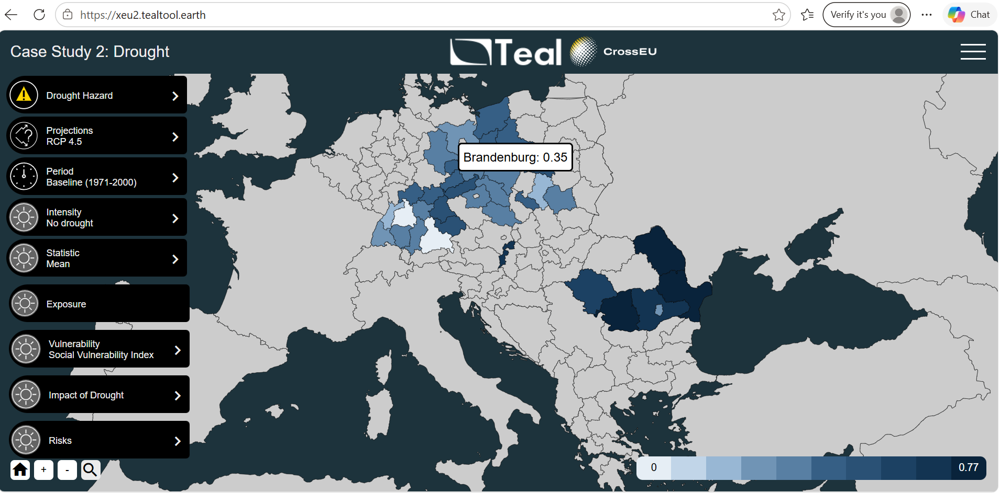 https://xeu2.tealtool.earth
Verify it's you
Chat
Case Study 2: Drought
Teal
CrossEU
Drought Hazard
Projections
RCP 4.5
Period
Baseline (1971-2000)
Intensity
No drought
Statistic
Mean
Exposure
Vulnerability
Social Vulnerability Index
Impact of Drought
Risks
Brandenburg: 0.35
+
-
0
0.77